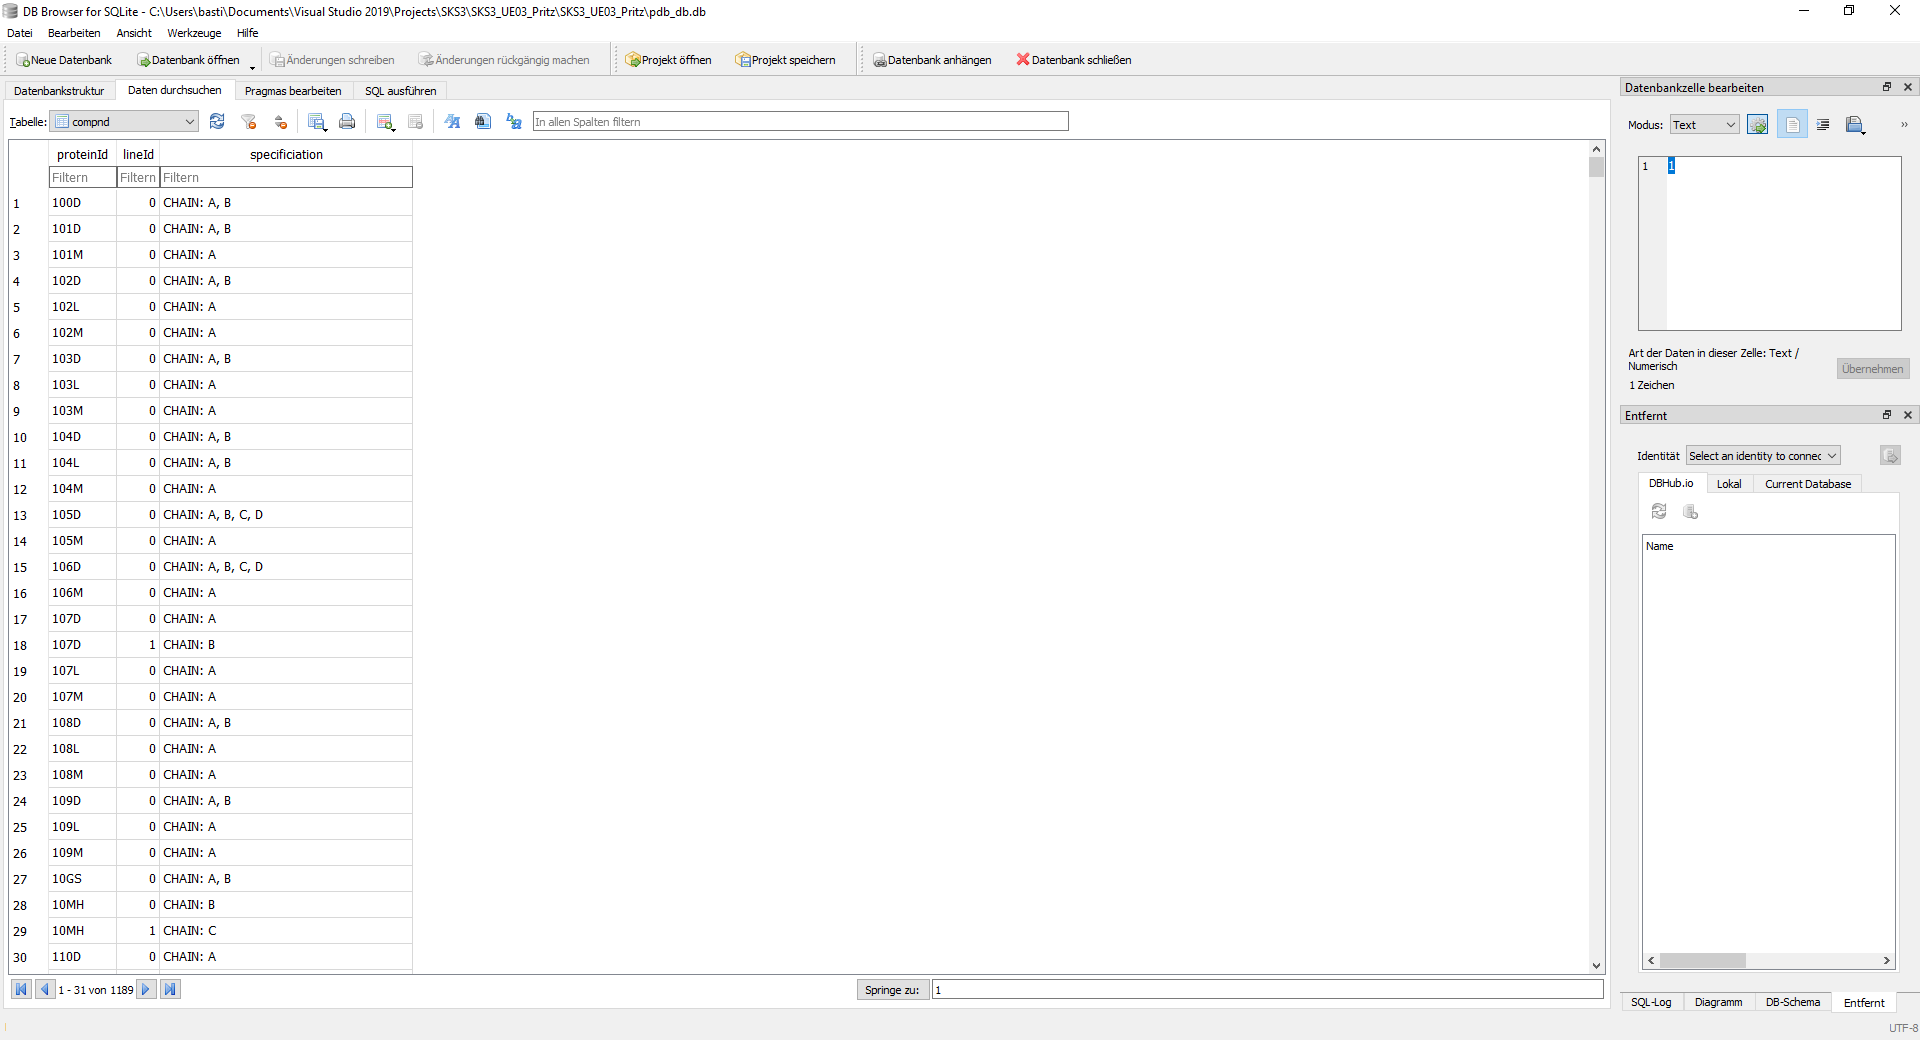 DB Browser for SQLite - C:\Users\basti\Documents\Visual Studio 2019\Projects\SKS3\SKS3_UE03_Pritz\SKS3_UE03_Pritz\pdb_db.db
Datei Bearbeiten Ansicht Werkzeuge Hilfe
Neue Datenbank Datenbank öffnen Änderungen schreiben Änderungen rückgängig machen Projekt öffnen Projekt speichern Datenbank anhängen Datenbank schließen
Datenbankstruktur Daten durchsuchen Pragmas bearbeiten SQL ausführen
Tabelle: compnd In allen Spalten filtern
proteinId lineId specificiation
Filtern Filtern Filtern
1 100D 0 CHAIN: A, B
2 101D 0 CHAIN: A, B
3 101M 0 CHAIN: A
4 102D 0 CHAIN: A, B
5 102L 0 CHAIN: A
6 102M 0 CHAIN: A
7 103D 0 CHAIN: A, B
8 103L 0 CHAIN: A
9 103M 0 CHAIN: A
10 104D 0 CHAIN: A, B
11 104L 0 CHAIN: A, B
12 104M 0 CHAIN: A
13 105D 0 CHAIN: A, B, C, D
14 105M 0 CHAIN: A
15 106D 0 CHAIN: A, B, C, D
16 106M 0 CHAIN: A
17 107D 0 CHAIN: A
18 107D 1 CHAIN: B
19 107L 0 CHAIN: A
20 107M 0 CHAIN: A
21 108D 0 CHAIN: A, B
22 108L 0 CHAIN: A
23 108M 0 CHAIN: A
24 109D 0 CHAIN: A, B
25 109L 0 CHAIN: A
26 109M 0 CHAIN: A
27 10GS 0 CHAIN: A, B
28 10MH 0 CHAIN: B
29 10MH 1 CHAIN: C
30 110D 0 CHAIN: A
1 - 31 von 1189 Springe zu: 1
Datenbankzelle bearbeiten
Modus: Text
1 1
Art der Daten in dieser Zelle: Text /
Numerisch
Übernehmen
1 Zeichen
Entfernt
Identität Select an identity to connec
DBHub.io Lokal Current Database
Name
SQL-Log Diagramm DB-Schema Entfernt
UTF-8